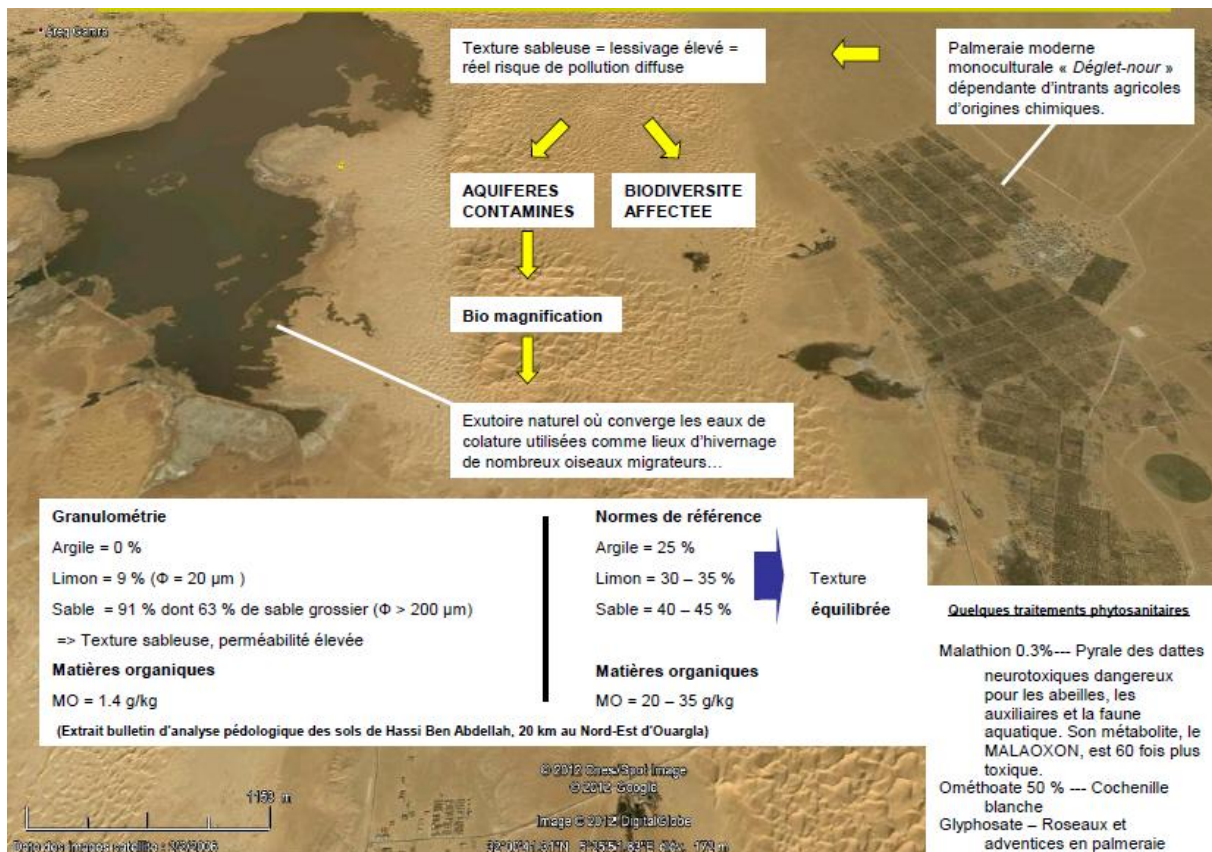 Areg Gamra
Texture sableuse = lessivage élevé =
réel risque de pollution diffuse
Palmeraie moderne
monoculturale « Déglet-nour »
dépendante d'intrants agricoles
d'origines chimiques.
AQUIFERES
CONTAMINES
BIODIVERSITE
AFFECTEE
Bio magnification
Exutoire naturel où converge les eaux de
colature utilisées comme lieux d'hivernage
de nombreux oiseaux migrateurs…
Granulométrie
Argile = 0 %
Limon = 9 % (Φ = 20 µm )
Sable = 91 % dont 63 % de sable grossier (Φ > 200 µm)
=> Texture sableuse, perméabilité élevée
Matières organiques
MO = 1.4 g/kg
Normes de référence
Argile = 25 %
Limon = 30 – 35 %
Sable = 40 – 45 %
Texture
équilibrée
Matières organiques
MO = 20 – 35 g/kg
(Extrait bulletin d'analyse pédologique des sols de Hassi Ben Abdellah, 20 km au Nord-Est d'Ouargla)
Quelques traitements phytosanitaires
Malathion 0.3%--- Pyrale des dattes
neurotoxiques dangereux
pour les abeilles, les
auxiliaires et la faune
aquatique. Son métabolite, le
MALAOXON, est 60 fois plus
toxique.
Ométhoate 50 % --- Cochenille
blanche
Glyphosate – Roseaux et
adventices en palmeraie
© 2012 Cnes/Spot Image
© 2012 Google
Image © 2012 DigitalGlobe
1153 m